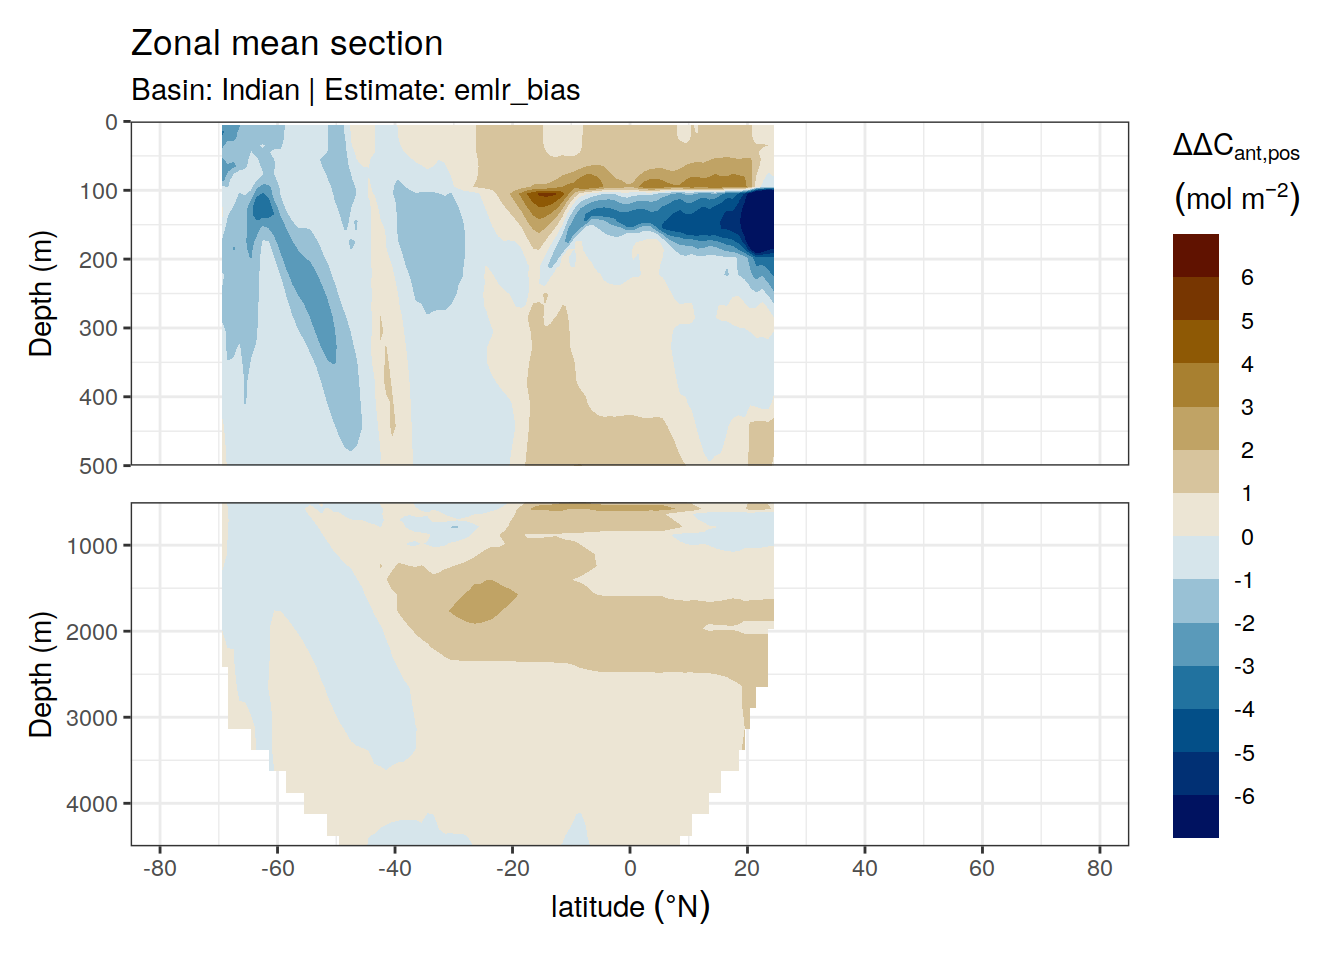 Zonal mean section
Basin: Indian | Estimate: emlr_bias
ΔΔCant,pos
(mol m−2)
6
5
4
3
2
1
0
-1
-2
-3
-4
-5
-6
Depth (m)
0
100
200
300
400
500
Depth (m)
1000
2000
3000
4000
-80 -60 -40 -20 0 20 40 60 80
latitude (°N)